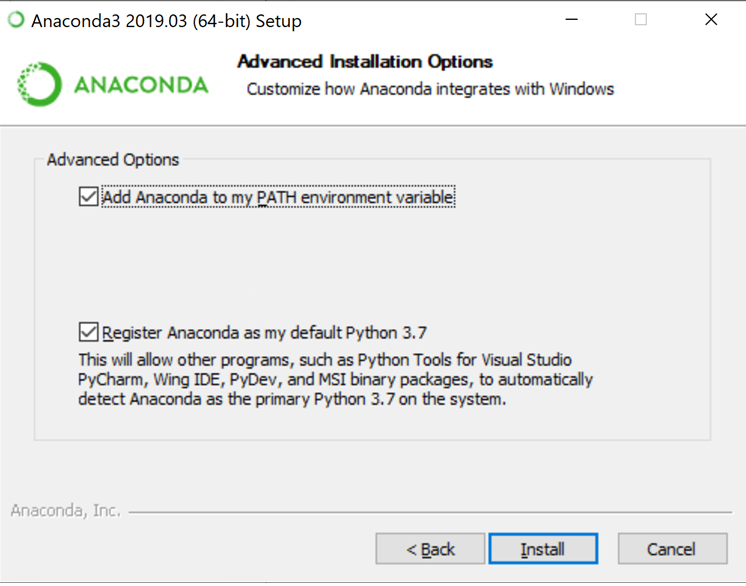 Anaconda3 2019.03 (64-bit) Setup
ANACONDA
Advanced Installation Options
Customize how Anaconda integrates with Windows
Advanced Options
Add Anaconda to my PATH environment variable
Register Anaconda as my default Python 3.7
This will allow other programs, such as Python Tools for Visual Studio
PyCharm, Wing IDE, PyDev, and MSI binary packages, to automatically
detect Anaconda as the primary Python 3.7 on the system.
Anaconda, Inc.
< Back Install Cancel